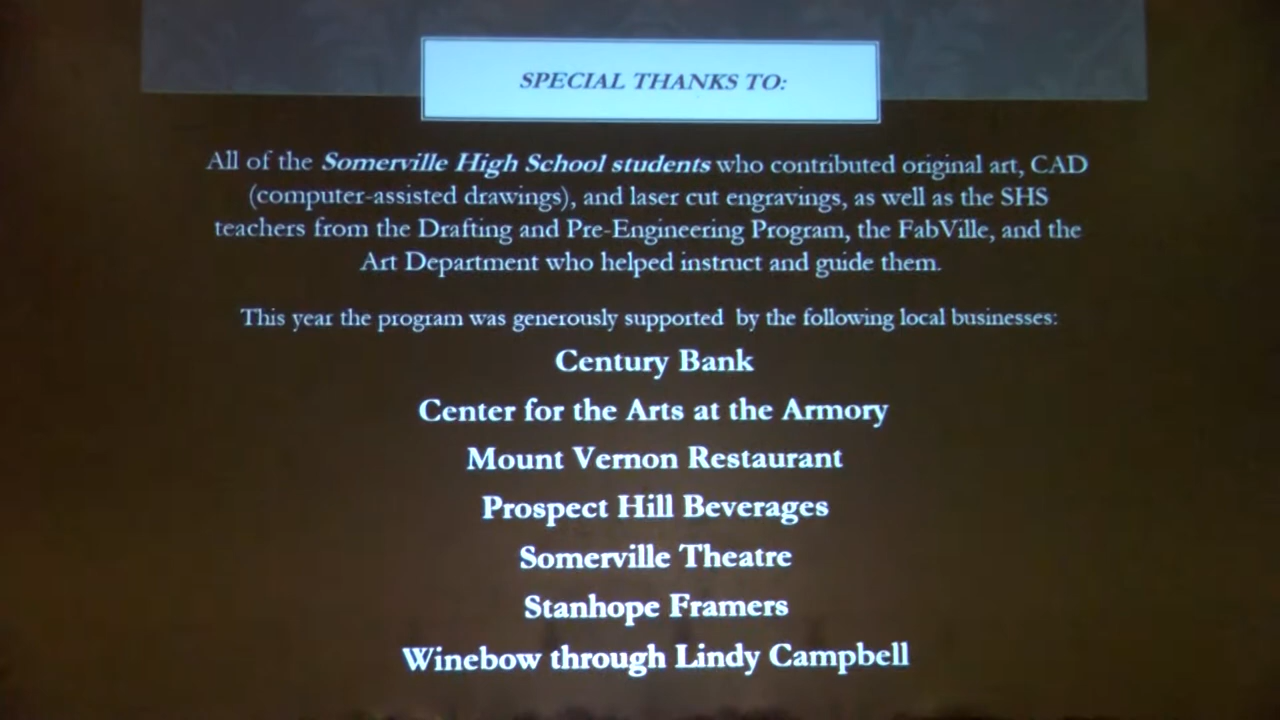 SPECIAL THANKS TO:
All of the Somerville High School students who contributed original art, CAD
(computer-assisted drawings), and laser cut engravings, as well as the SHS
teachers from the Drafting and Pre-Engineering Program, the FabVille, and the
Art Department who helped instruct and guide them.
This year the program was generously supported by the following local businesses:
Century Bank
Center for the Arts at the Armory
Mount Vernon Restaurant
Prospect Hill Beverages
Somerville Theatre
Stanhope Framers
Winebow through Lindy Campbell